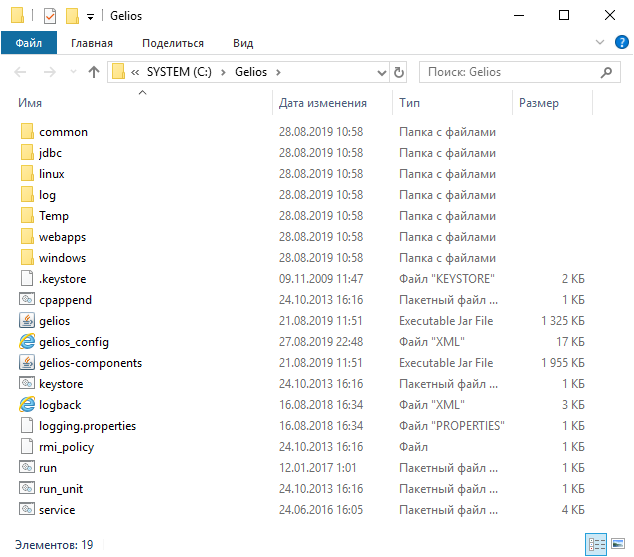 Gelios
Файл Главная Поделиться Вид
« SYSTEM (C:) › Gelios › Поиск: Gelios
Имя Дата изменения Тип Размер
common 28.08.2019 10:58 Папка с файлами
jdbc 28.08.2019 10:58 Папка с файлами
linux 28.08.2019 10:58 Папка с файлами
log 28.08.2019 10:58 Папка с файлами
Temp 28.08.2019 10:58 Папка с файлами
webapps 28.08.2019 10:58 Папка с файлами
windows 28.08.2019 10:58 Папка с файлами
.keystore 09.11.2009 11:47 Файл "KEYSTORE" 2 КБ
cpappend 24.10.2013 16:16 Пакетный файл ... 1 КБ
gelios 21.08.2019 11:51 Executable Jar File 1 325 КБ
gelios_config 27.08.2019 22:48 Файл "XML" 17 КБ
gelios-components 21.08.2019 11:51 Executable Jar File 1 955 КБ
keystore 24.10.2013 16:16 Пакетный файл ... 1 КБ
logback 16.08.2018 16:34 Файл "XML" 3 КБ
logging.properties 16.08.2018 16:34 Файл "PROPERTIES" 1 КБ
rmi_policy 24.10.2013 16:16 Файл 1 КБ
run 12.01.2017 1:01 Пакетный файл ... 1 КБ
run_unit 24.10.2013 16:16 Пакетный файл ... 1 КБ
service 24.06.2016 16:05 Пакетный файл ... 4 КБ
Элементов: 19